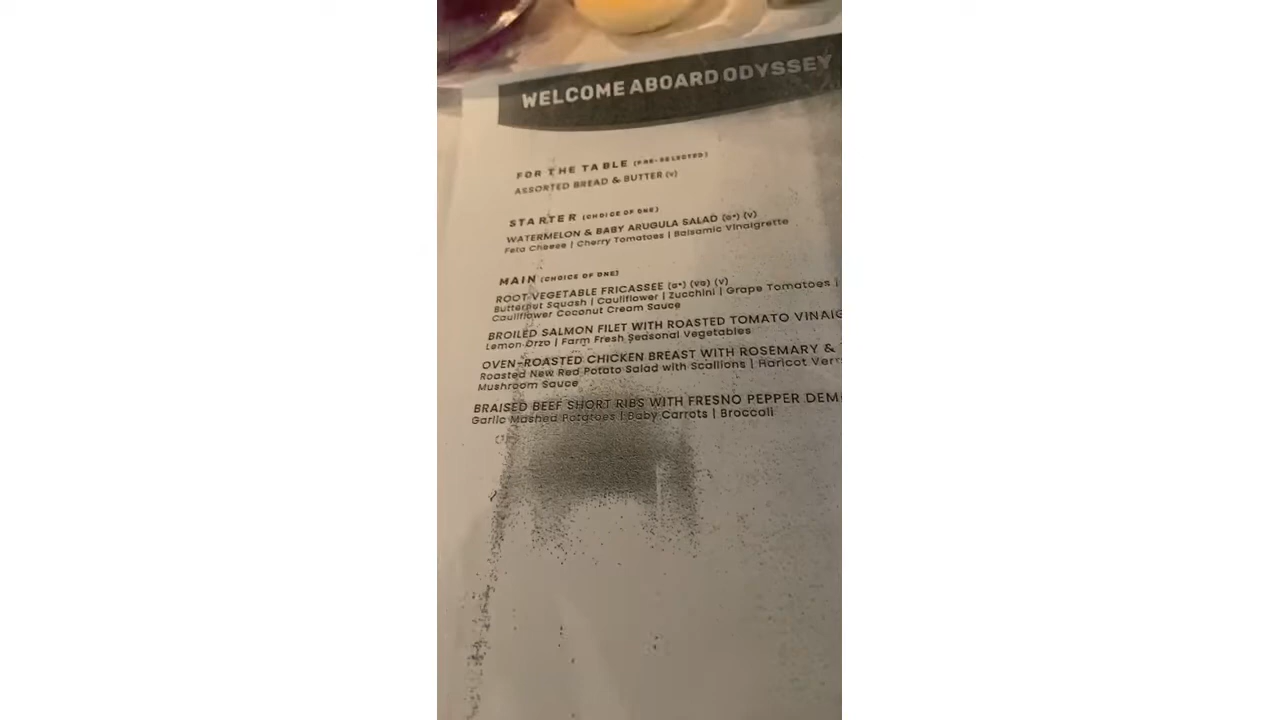 WELCOME ABOARD ODYSSEY
FOR THE TABLE (PRE-SELECTED)
ASSORTED BREAD & BUTTER (V)
STARTER (CHOICE OF ONE)
WATERMELON & BABY ARUGULA SALAD (G*) (V)
Feta Cheese | Cherry Tomatoes | Balsamic Vinaigrette
MAIN (CHOICE OF ONE)
ROOT VEGETABLE FRICASSEE (G*) (VG) (V)
Butternut Squash | Cauliflower | Zucchini | Grape Tomatoes |
Cauliflower Coconut Cream Sauce
BROILED SALMON FILET WITH ROASTED TOMATO
Lemon Orzo | Farm Fresh Seasonal Vegetables
OVEN-ROASTED CHICKEN BREAST WITH ROSEMARY &
Roasted New Red Potato Salad with Scallions | Haricot
Mushroom Sauce
BRAISED BEEF SHORT RIBS WITH FRESNO PEPPER
Garlic Mashed Potatoes | Baby Carrots | Broccoli